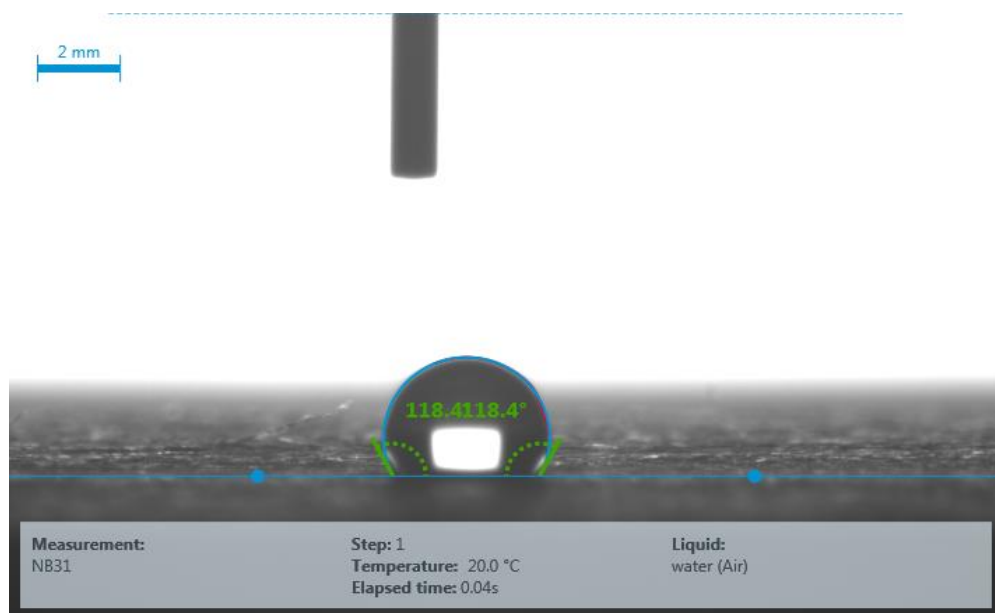 2 mm
118.4118.4°
Measurement:
NB31
Step: 1
Temperature: 20.0 °C
Elapsed time: 0.04s
Liquid:
water (Air)